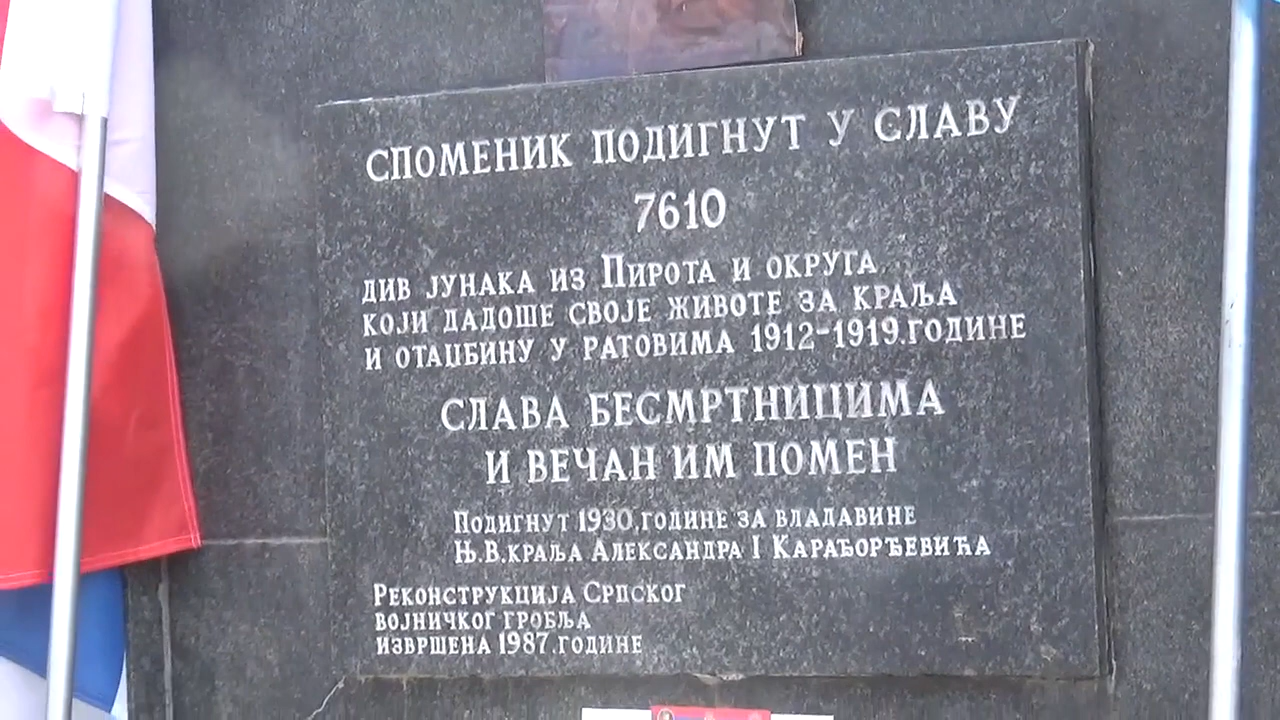 СПОМЕНИК ПОДИГНУТ У СЛАВУ
7610
ДИВ ЈУНАКА ИЗ ПИРОТА И ОКРУГА
КОЈИ ДАДОШЕ СВОЈЕ ЖИВОТЕ ЗА КРАЉА
И ОТАЏБИНУ У РАТОВИМА 1912-1919.ГОДИНЕ
СЛАВА БЕСМРТНИЦИМА
И ВЕЧАН ИМ ПОМЕН
ПОДИГНУТ 1930.ГОДИНЕ ЗА ВЛАДАВИНЕ
Њ.В.КРАЉА АЛЕКСАНДРА I КАРАЂОРЂЕВИЋА
РЕКОНСТРУКЦИЈА СРПСКОГ
ВОЈНИЧКОГ ГРОБЉА
ИЗВРШЕНА 1987.ГОДИНЕ